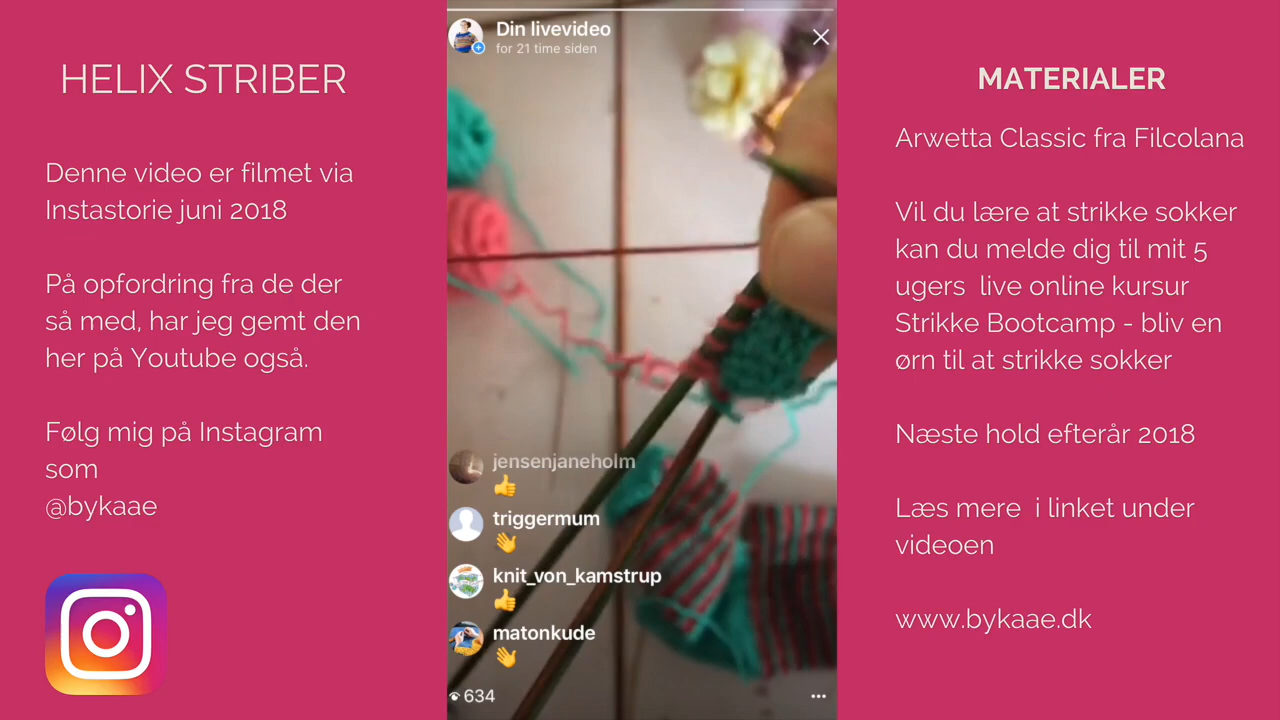 HELIX STRIBER
Denne video er filmet via
Instastorie juni 2018
På opfordring fra de der
så med, har jeg gemt den
her på Youtube også.
Følg mig på Instagram
som
@bykaae
Din livevideo
for 21 time siden
jensenjaneholm
👍
triggermum
👋
knit_von_kamstrup
👍
matonkude
👋
634
MATERIALER
Arwetta Classic fra Filcolana
Vil du lære at strikke sokker
kan du melde dig til mit 5
ugers live online kursur
Strikke Bootcamp - bliv en
ørn til at strikke sokker
Næste hold efterår 2018
Læs mere i linket under
videoen
www.bykaae.dk